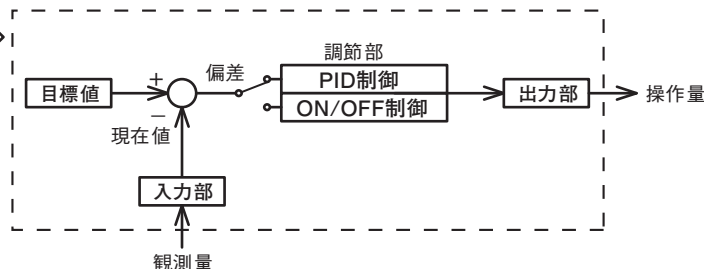 調節部
偏差
PID制御
目標値
+
出力部
操作量
ON/OFF制御
−
現在値
入力部
観測量